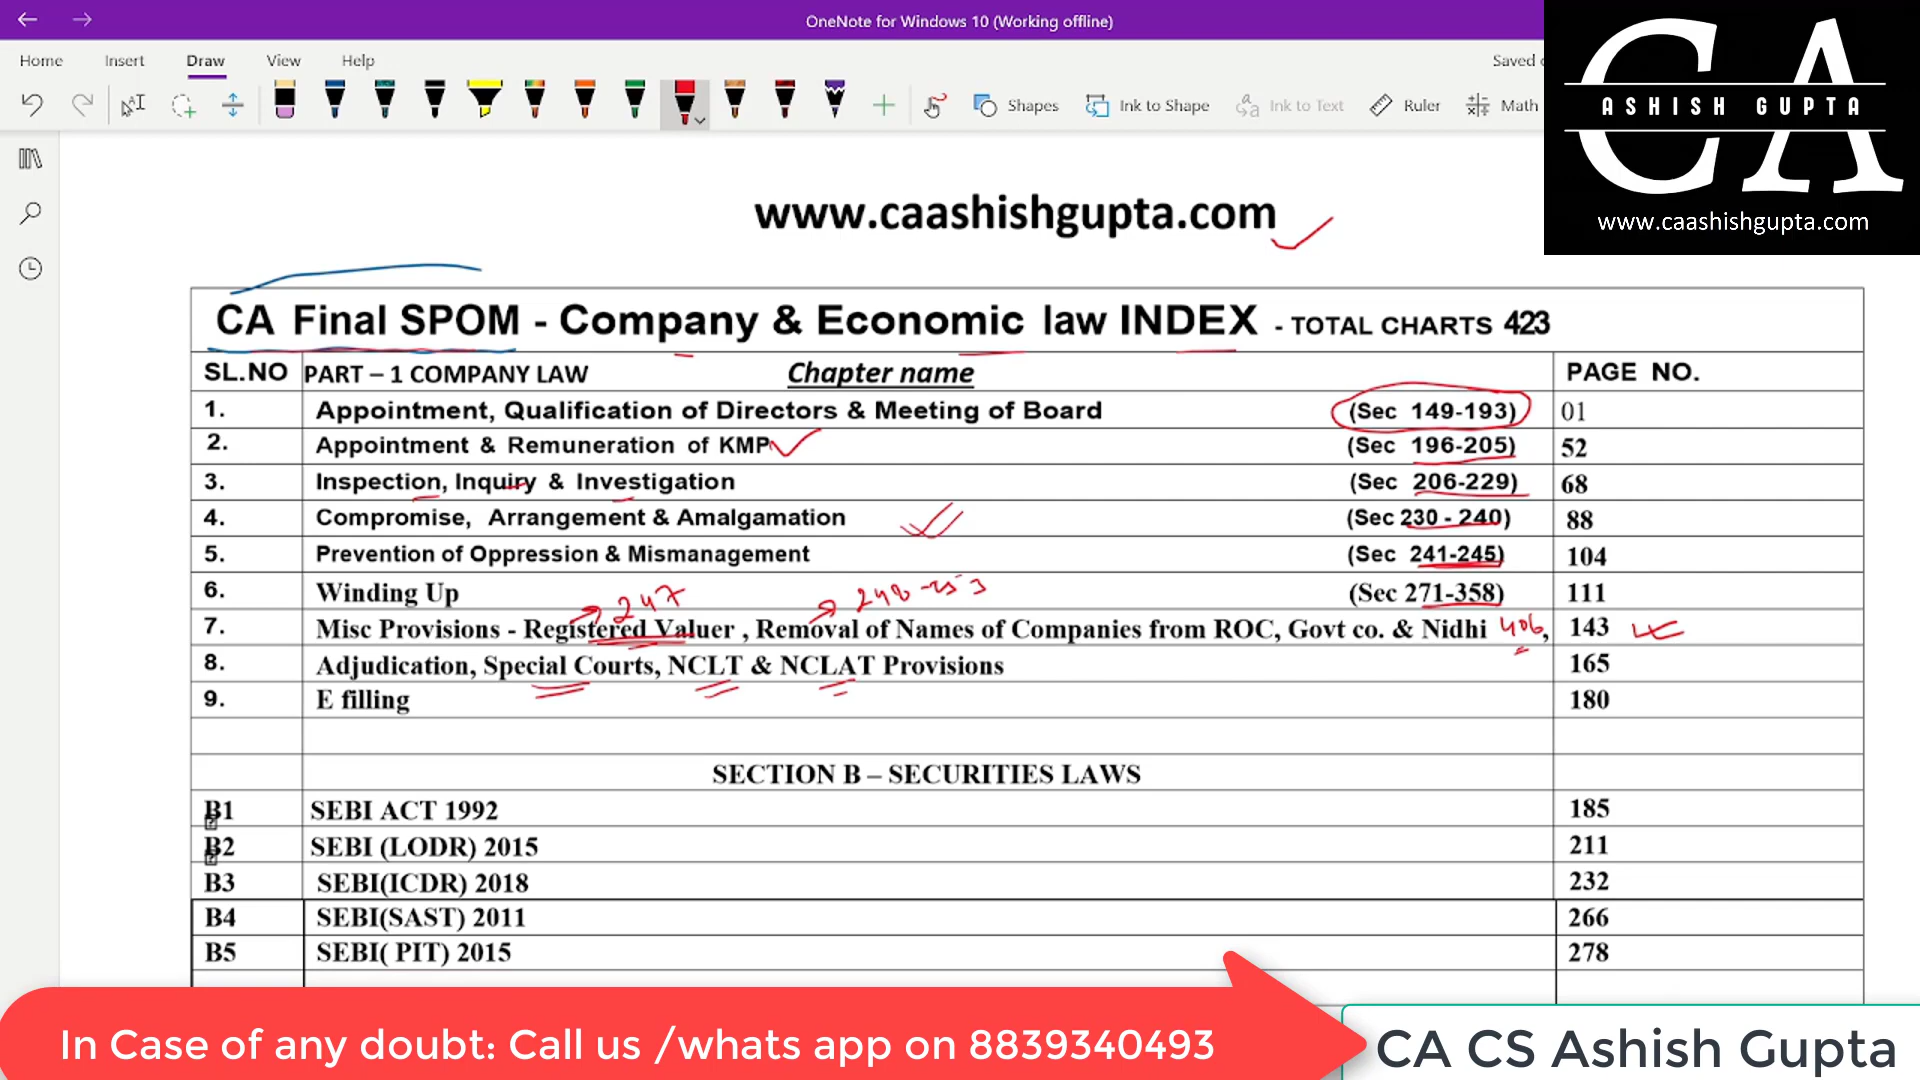 OneNote for Windows 10 (Working offline)
Home Insert Draw View Help Saved
Shapes Ink to Shape Ink to Text Ruler Math
CA
ASHISH GUPTA
www.caashishgupta.com
www.caashishgupta.com
CA Final SPOM - Company & Economic law INDEX - TOTAL CHARTS 423
SL.NO PART – 1 COMPANY LAW Chapter name PAGE NO.
1. Appointment, Qualification of Directors & Meeting of Board (Sec 149-193) 01
2. Appointment & Remuneration of KMP (Sec 196-205) 52
3. Inspection, Inquiry & Investigation (Sec 206-229) 68
4. Compromise, Arrangement & Amalgamation (Sec 230 - 240) 88
5. Prevention of Oppression & Mismanagement (Sec 241-245) 104
6. Winding Up (Sec 271-358) 111
247 248-253
7. Misc Provisions - Registered Valuer , Removal of Names of Companies from ROC, Govt co. & Nidhi 406, 143
8. Adjudication, Special Courts, NCLT & NCLAT Provisions 165
9. E filling 180
SECTION B – SECURITIES LAWS
B1 SEBI ACT 1992 185
B2 SEBI (LODR) 2015 211
B3 SEBI(ICDR) 2018 232
B4 SEBI(SAST) 2011 266
B5 SEBI( PIT) 2015 278
In Case of any doubt: Call us /whats app on 8839340493
CA CS Ashish Gupta